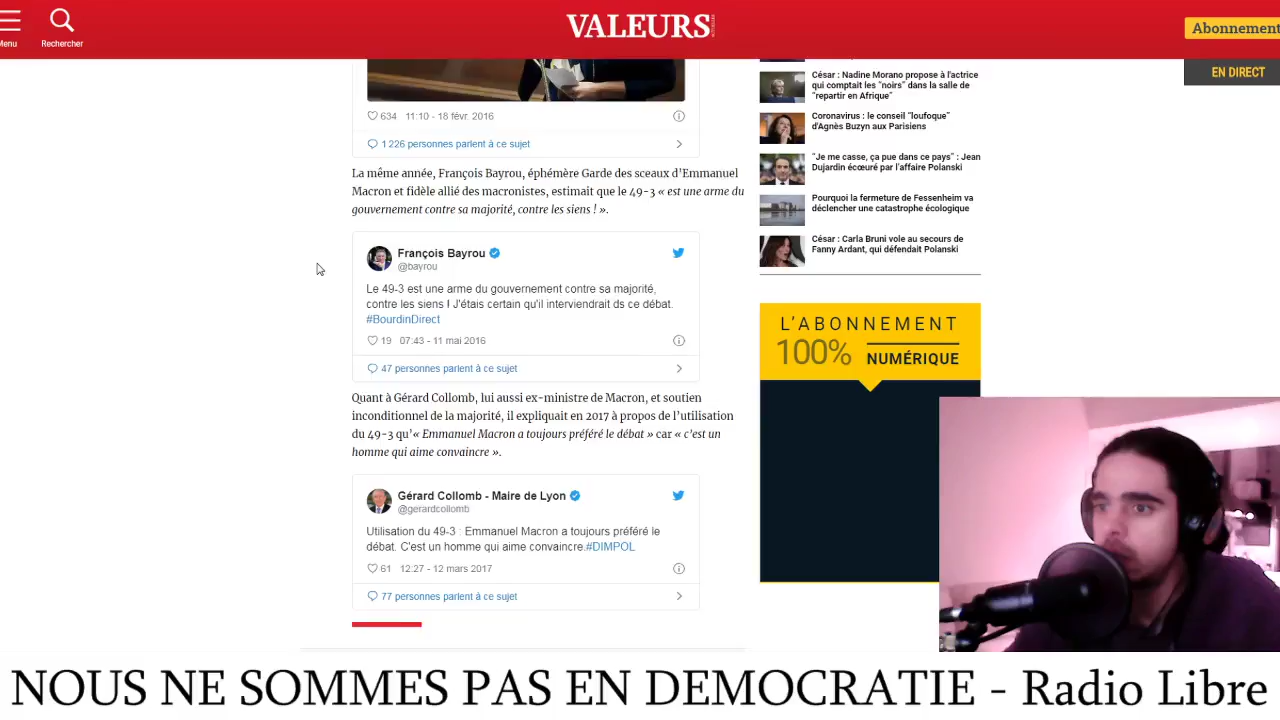 Menu
Rechercher
VALEURS
Abonnement
EN DIRECT
634 11:10 - 18 févr. 2016
1 226 personnes parlent à ce sujet
La même année, François Bayrou, éphémère Garde des sceaux d'Emmanuel
Macron et fidèle allié des macronistes, estimait que le 49-3 « est une arme du
gouvernement contre sa majorité, contre les siens ! ».
François Bayrou
@bayrou
Le 49-3 est une arme du gouvernement contre sa majorité,
contre les siens ! J'étais certain qu'il interviendrait ds ce débat.
#BourdinDirect
19 07:43 - 11 mai 2016
47 personnes parlent à ce sujet
Quant à Gérard Collomb, lui aussi ex-ministre de Macron, et soutien
inconditionnel de la majorité, il expliquait en 2017 à propos de l'utilisation
du 49-3 qu'« Emmanuel Macron a toujours préféré le débat » car « c'est un
homme qui aime convaincre ».
Gérard Collomb - Maire de Lyon
@gerardcollomb
Utilisation du 49-3 : Emmanuel Macron a toujours préféré le
débat. C'est un homme qui aime convaincre.#DIMPOL
61 12:27 - 12 mars 2017
77 personnes parlent à ce sujet
César : Nadine Morano propose à l'actrice
qui comptait les "noirs" dans la salle de
"repartir en Afrique"
Coronavirus : le conseil "loufoque"
d'Agnès Buzyn aux Parisiens
"Je me casse, ça pue dans ce pays" : Jean
Dujardin écœuré par l'affaire Polanski
Pourquoi la fermeture de Fessenheim va
déclencher une catastrophe écologique
César : Carla Bruni vole au secours de
Fanny Ardant, qui défendait Polanski
L'ABONNEMENT
100% NUMÉRIQUE
NOUS NE SOMMES PAS EN DEMOCRATIE - Radio Libre